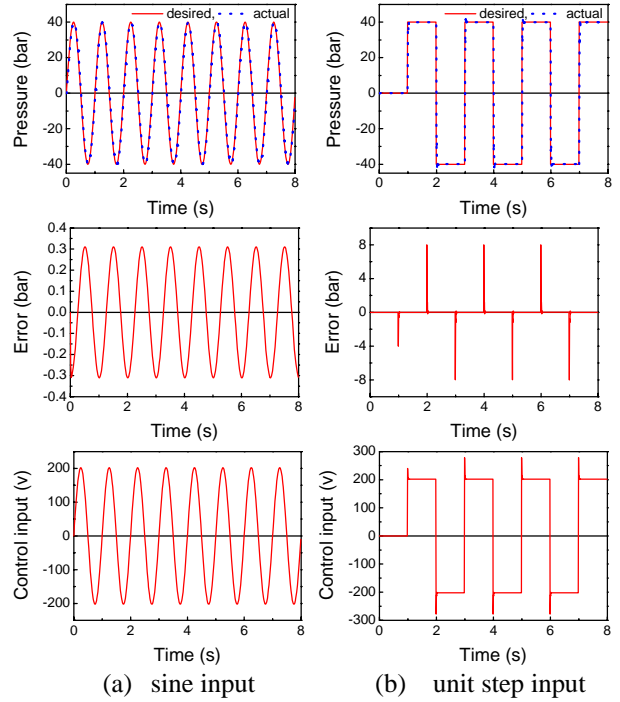 desired, actual
40
20
0
-20
-40
Pressure (bar)
0 2 4 6 8
Time (s)
desired, actual
40
20
0
-20
-40
Pressure (bar)
0 2 4 6 8
Time (s)
0.4
0.3
0.2
0.1
0.0
-0.1
-0.2
-0.3
-0.4
Error (bar)
0 2 4 6 8
Time (s)
8
4
0
-4
-8
Error (bar)
0 2 4 6 8
Time (s)
200
100
0
-100
-200
Control input (v)
0 2 4 6 8
Time (s)
300
200
100
0
-100
-200
-300
Control input (v)
0 2 4 6 8
Time (s)
(a) sine input
(b) unit step input